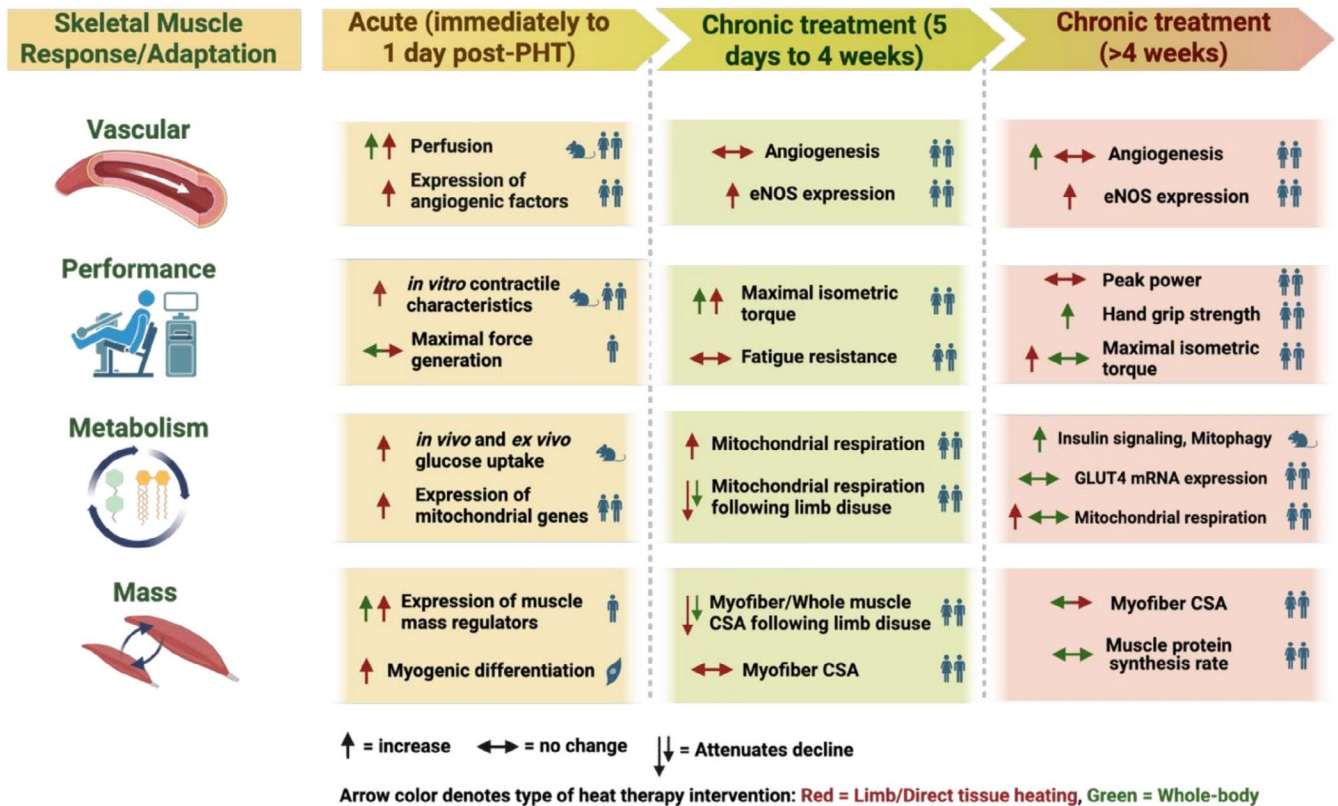 Skeletal Muscle
Response/Adaptation
Acute (immediately to
1 day post-PHT)
Chronic treatment (5
days to 4 weeks)
Chronic treatment
(>4 weeks)
Vascular
Perfusion
Expression of
angiogenic factors
Angiogenesis
eNOS expression
Angiogenesis
eNOS expression
Performance
in vitro contractile
characteristics
Maximal force
generation
Maximal isometric
torque
Fatigue resistance
Peak power
Hand grip strength
Maximal isometric
torque
Metabolism
in vivo and ex vivo
glucose uptake
Expression of
mitochondrial genes
Mitochondrial respiration
Mitochondrial respiration
following limb disuse
Insulin signaling, Mitophagy
GLUT4 mRNA expression
Mitochondrial respiration
Mass
Expression of muscle
mass regulators
Myogenic differentiation
Myofiber/Whole muscle
CSA following limb disuse
Myofiber CSA
Myofiber CSA
Muscle protein
synthesis rate
= increase
= no change
= Attenuates decline
Arrow color denotes type of heat therapy intervention: Red = Limb/Direct tissue heating, Green = Whole-body